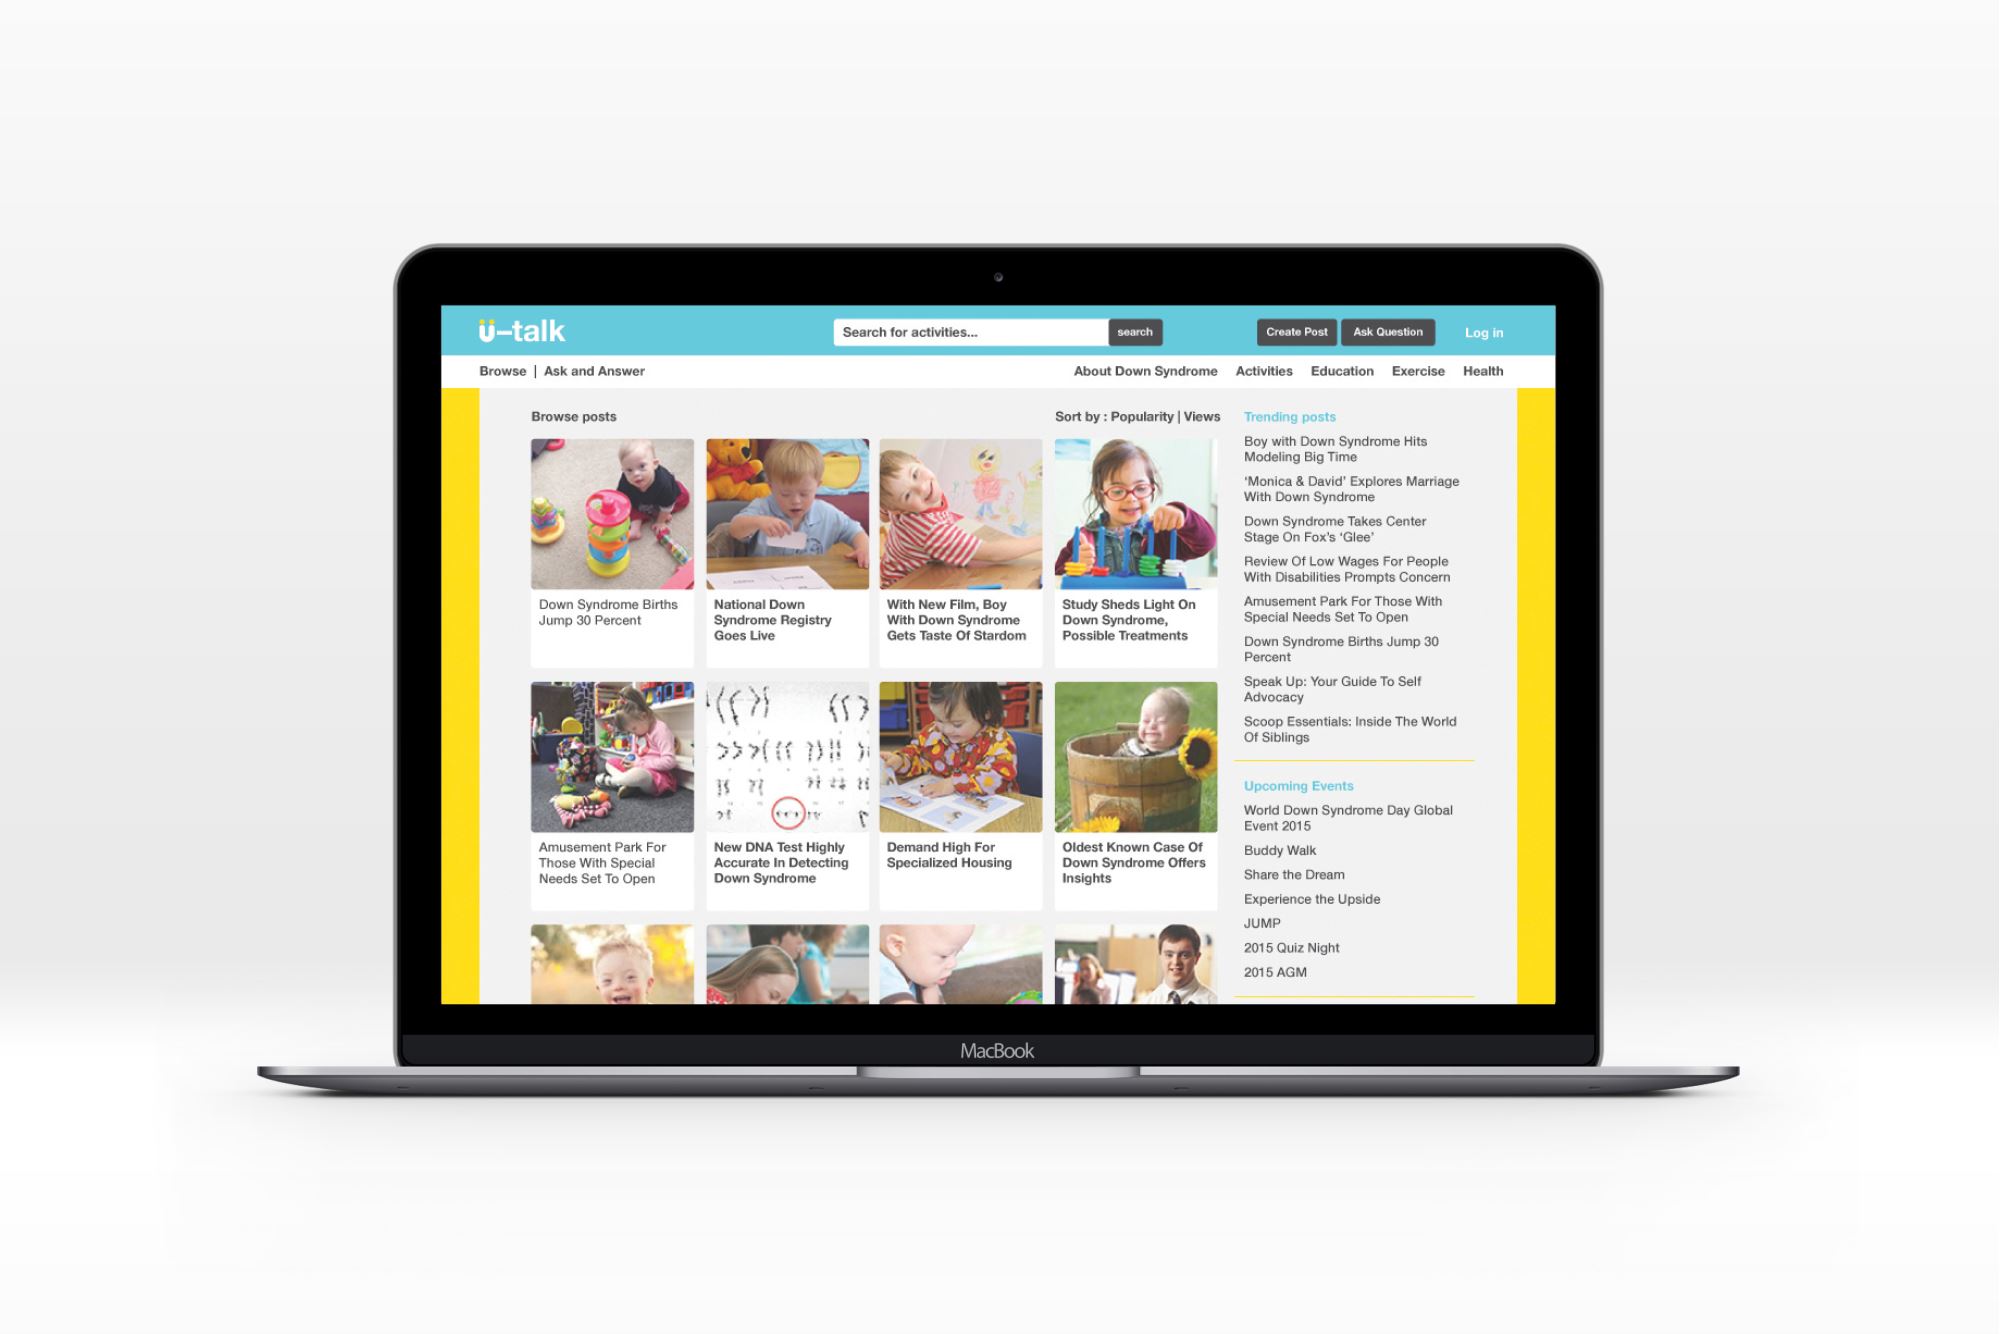 ü–talk
Search for activities...
search
Create Post
Ask Question
Log in
Browse | Ask and Answer
About Down Syndrome
Activities
Education
Exercise
Health
Browse posts
Sort by : Popularity | Views
Down Syndrome Births
Jump 30 Percent
National Down
Syndrome Registry
Goes Live
With New Film, Boy
With Down Syndrome
Gets Taste Of Stardom
Study Sheds Light On
Down Syndrome,
Possible Treatments
Amusement Park For
Those With Special
Needs Set To Open
New DNA Test Highly
Accurate In Detecting
Down Syndrome
Demand High For
Specialized Housing
Oldest Known Case Of
Down Syndrome Offers
Insights
Trending posts
Boy with Down Syndrome Hits
Modeling Big Time
‘Monica & David’ Explores Marriage
With Down Syndrome
Down Syndrome Takes Center
Stage On Fox’s ‘Glee’
Review Of Low Wages For People
With Disabilities Prompts Concern
Amusement Park For Those With
Special Needs Set To Open
Down Syndrome Births Jump 30
Percent
Speak Up: Your Guide To Self
Advocacy
Scoop Essentials: Inside The World
Of Siblings
Upcoming Events
World Down Syndrome Day Global
Event 2015
Buddy Walk
Share the Dream
Experience the Upside
JUMP
2015 Quiz Night
2015 AGM
MacBook